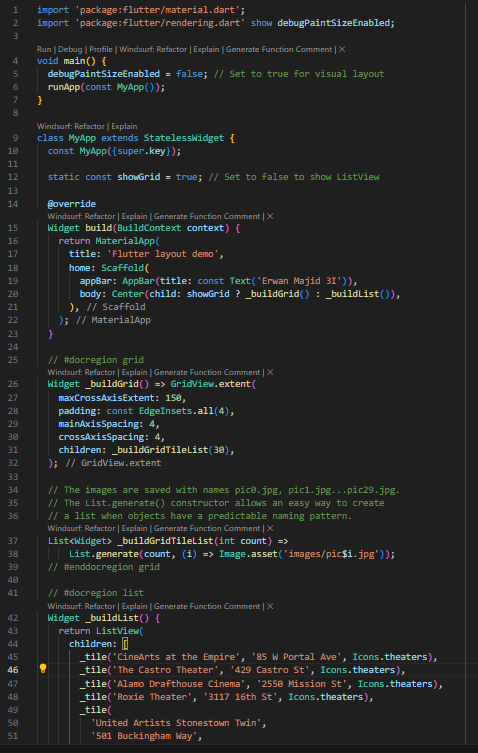 1 import 'package:flutter/material.dart';
2 import 'package:flutter/rendering.dart' show debugPaintSizeEnabled;
3
Run | Debug | Profile | Windsurf: Refactor | Explain | Generate Function Comment | X
4 void main() {
5 debugPaintSizeEnabled = false; // Set to true for visual layout
6 runApp(const MyApp());
7 }
8
Windsurf: Refactor | Explain
9 class MyApp extends StatelessWidget {
10 const MyApp({super.key});
11
12 static const showGrid = true; // Set to false to show ListView
13
14 @override
Windsurf: Refactor | Explain | Generate Function Comment | X
15 Widget build(BuildContext context) {
16 return MaterialApp(
17 title: 'Flutter layout demo',
18 home: Scaffold(
19 appBar: AppBar(title: const Text('Erwan Majid 3I')),
20 body: Center(child: showGrid ? _buildGrid() : _buildList()),
21 ), // Scaffold
22 ); // MaterialApp
23 }
24
25 // #docregion grid
Windsurf: Refactor | Explain | Generate Function Comment | X
26 Widget _buildGrid() => GridView.extent(
27 maxCrossAxisExtent: 150,
28 padding: const EdgeInsets.all(4),
29 mainAxisSpacing: 4,
30 crossAxisSpacing: 4,
31 children: _buildGridTileList(30),
32 ); // GridView.extent
33
34 // The images are saved with names pic0.jpg, pic1.jpg...pic29.jpg.
35 // The List.generate() constructor allows an easy way to create
36 // a list when objects have a predictable naming pattern.
Windsurf: Refactor | Explain | Generate Function Comment | X
37 List<Widget> _buildGridTileList(int count) =>
38 List.generate(count, (i) => Image.asset('images/pic$i.jpg'));
39 // #enddocregion grid
40
41 // #docregion list
Windsurf: Refactor | Explain | Generate Function Comment | X
42 Widget _buildList() {
43 return ListView(
44 children: [
45 _tile('CineArts at the Empire', '85 W Portal Ave', Icons.theaters),
46 _tile('The Castro Theater', '429 Castro St', Icons.theaters),
47 _tile('Alamo Drafthouse Cinema', '2550 Mission St', Icons.theaters),
48 _tile('Roxie Theater', '3117 16th St', Icons.theaters),
49 _tile(
50 'United Artists Stonestown Twin',
51 '501 Buckingham Way',